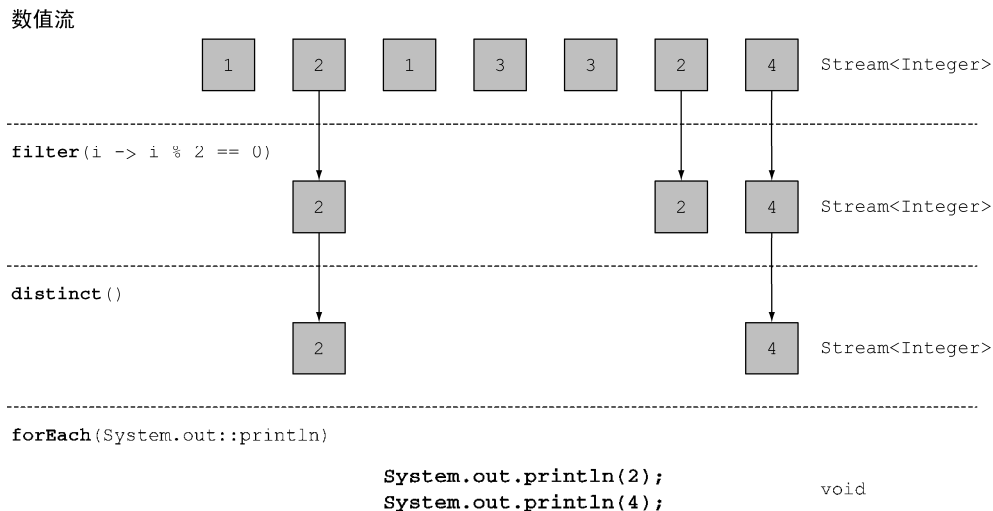 数值流
1 2 1 3 3 2 4 Stream<Integer>
filter(i -> i % 2 == 0)
2 2 4 Stream<Integer>
distinct()
2 4 Stream<Integer>
forEach(System.out::println)
System.out.println(2);
System.out.println(4);
void